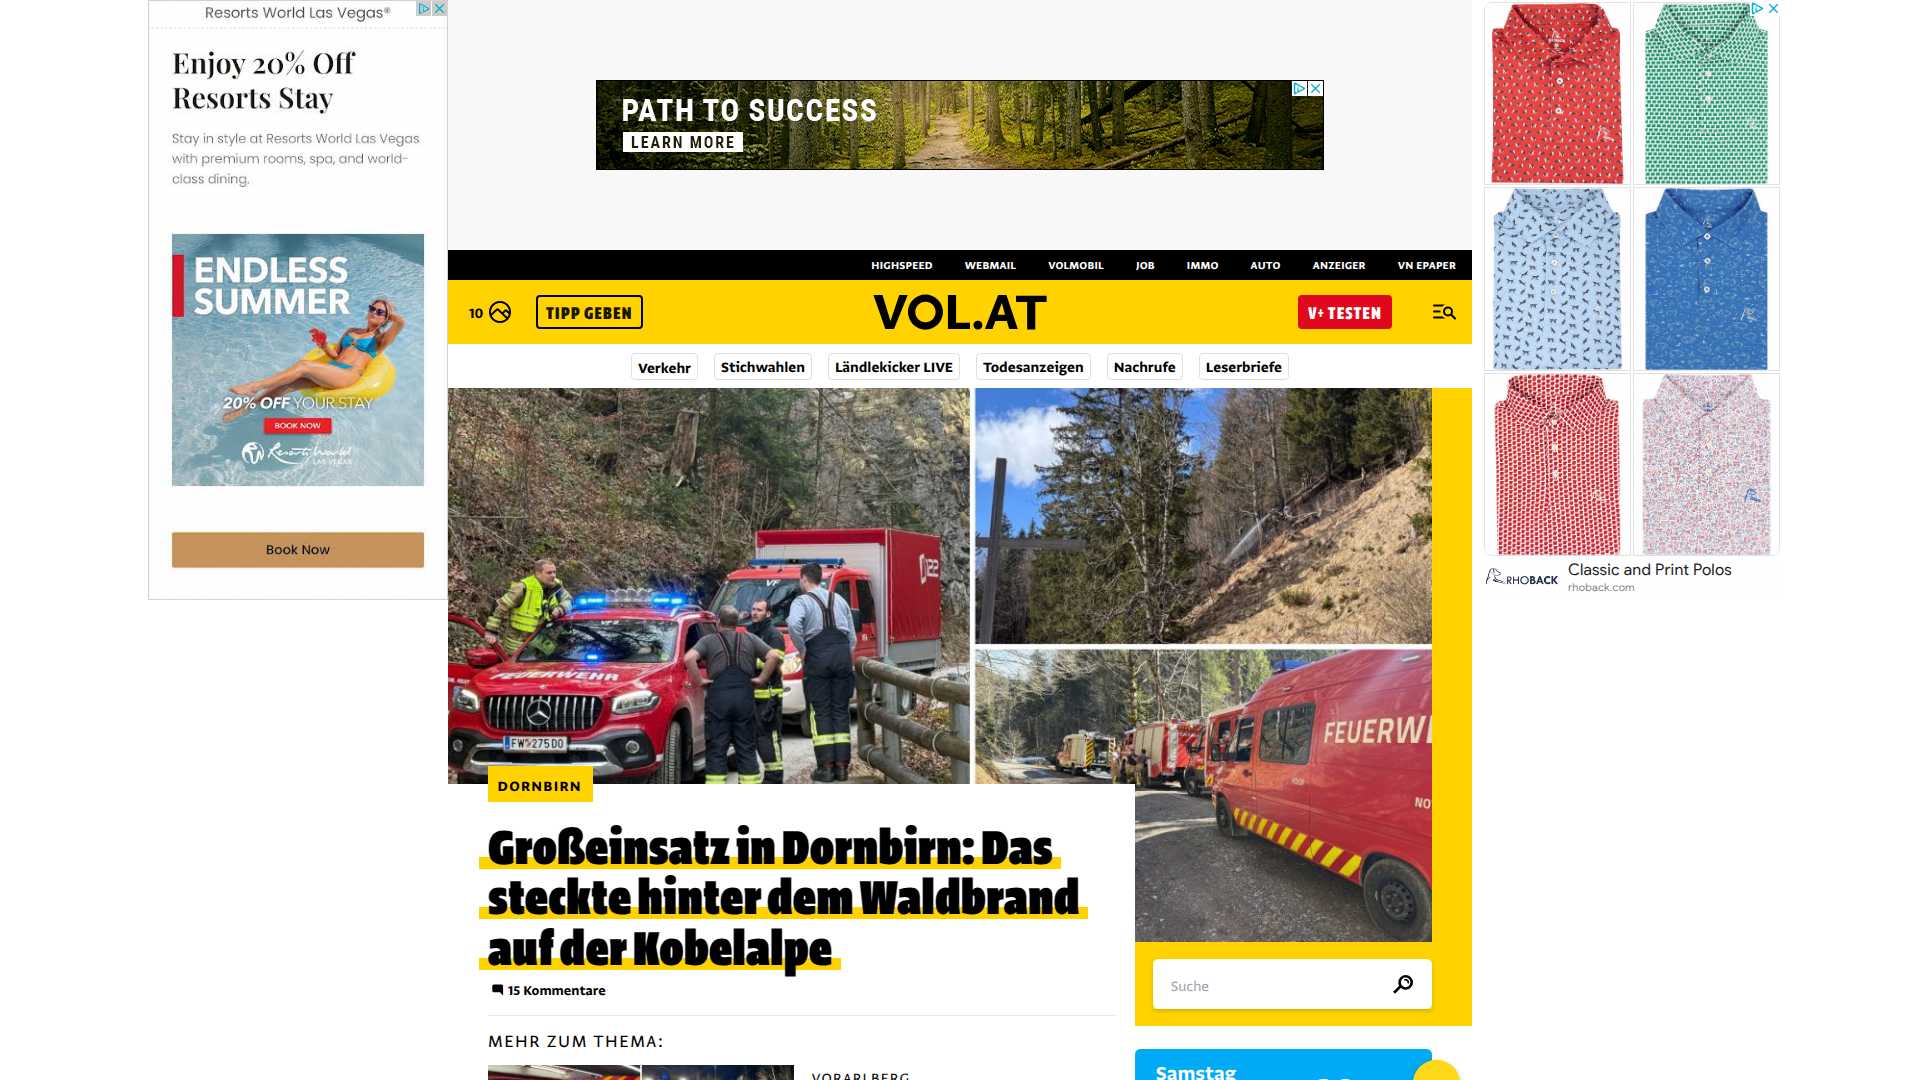 Resorts World Las Vegas®
Enjoy 20% Off
Resorts Stay
Stay in style at Resorts World Las Vegas
with premium rooms, spa, and world-
class dining.
ENDLESS
SUMMER
20% OFF YOUR STAY
BOOK NOW
Resorts World
LAS VEGAS
Book Now
PATH TO SUCCESS
LEARN MORE
HIGHSPEED WEBMAIL VOLMOBIL JOB IMMO AUTO ANZEIGER VN EPAPER
10 TIPP GEBEN VOL.AT V+ TESTEN
Verkehr Stichwahlen Ländlekicker LIVE Todesanzeigen Nachrufe Leserbriefe
VF
FEUERWEHR
FW-275DO
FEUERW
NO
DORNBIRN
Großeinsatz in Dornbirn: Das
steckte hinter dem Waldbrand
auf der Kobelalpe
15 Kommentare
MEHR ZUM THEMA:
VORARLBERG
Suche
Samstag
RHOBACK
Classic and Print Polos
rhoback.com